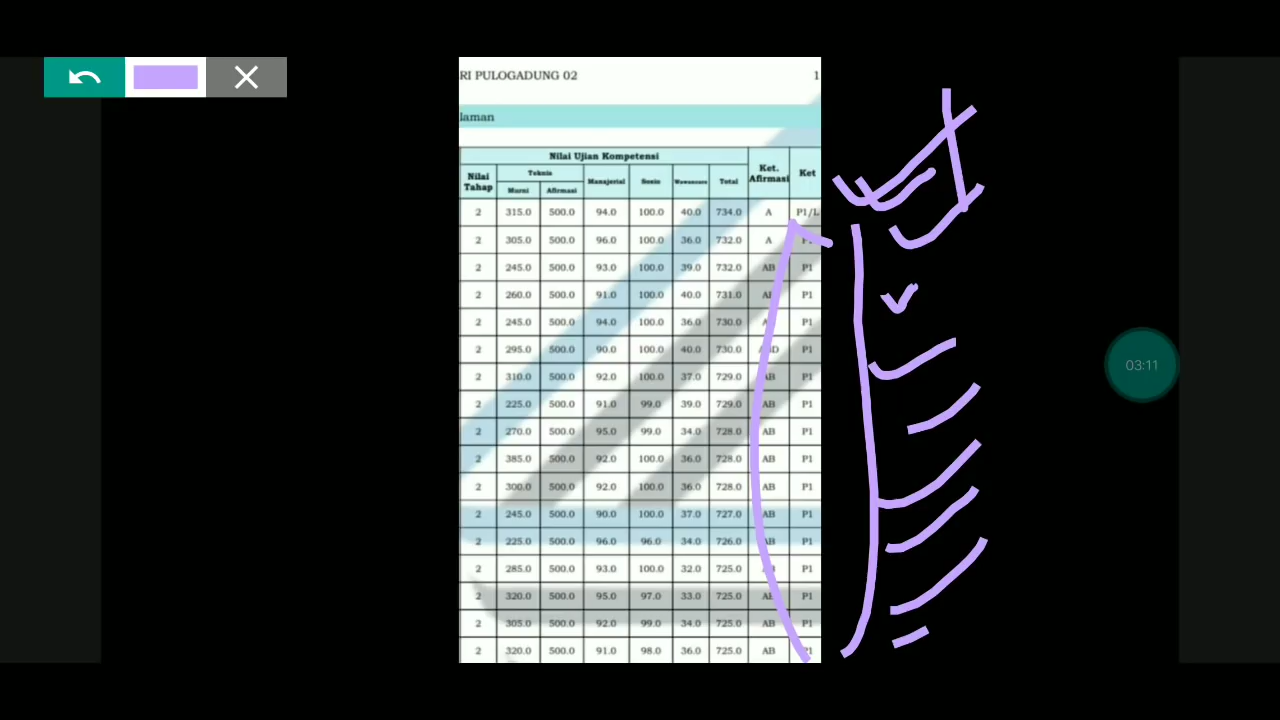 RI PULOGADUNG 02 1
laman
Nilai Tahap Nilai Ujian Kompetensi Ket. Afirmasi Ket
Teknis Manajerial Sosio Wawancara Total
Murni Afirmasi
2 315.0 500.0 94.0 100.0 40.0 734.0 A P1/L
2 305.0 500.0 96.0 100.0 36.0 732.0 A
2 245.0 500.0 93.0 100.0 39.0 732.0 AB P1
2 260.0 500.0 91.0 100.0 40.0 731.0 P1
2 245.0 500.0 94.0 100.0 36.0 730.0 P1
2 295.0 500.0 90.0 100.0 40.0 730.0 P1
2 310.0 500.0 92.0 100.0 37.0 729.0 AB P1
2 225.0 500.0 91.0 99.0 39.0 729.0 AB P1
2 270.0 500.0 95.0 99.0 34.0 728.0 AB P1
2 385.0 500.0 92.0 100.0 36.0 728.0 AB P1
2 300.0 500.0 92.0 100.0 36.0 728.0 AB P1
2 245.0 500.0 90.0 100.0 37.0 727.0 AB P1
2 225.0 500.0 96.0 96.0 34.0 726.0 AB P1
2 285.0 500.0 93.0 100.0 32.0 725.0 P1
2 320.0 500.0 95.0 97.0 33.0 725.0 P1
2 305.0 500.0 92.0 99.0 34.0 725.0 AB P1
2 320.0 500.0 91.0 98.0 36.0 725.0 AB
03:11